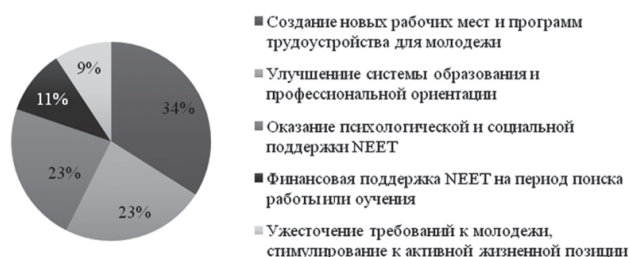 34%
23%
23%
11%
9%
Создание новых рабочих мест и программ
трудоустройства для молодежи
Улучшенние системы образования и
профессиональной ориентации
Оказание психологической и социальной
поддержки NEET
Финансовая поддержка NEET на период поиска
работы или оучения
Ужесточение требований к молодежи,
стимулирование к активной жизненной позиции